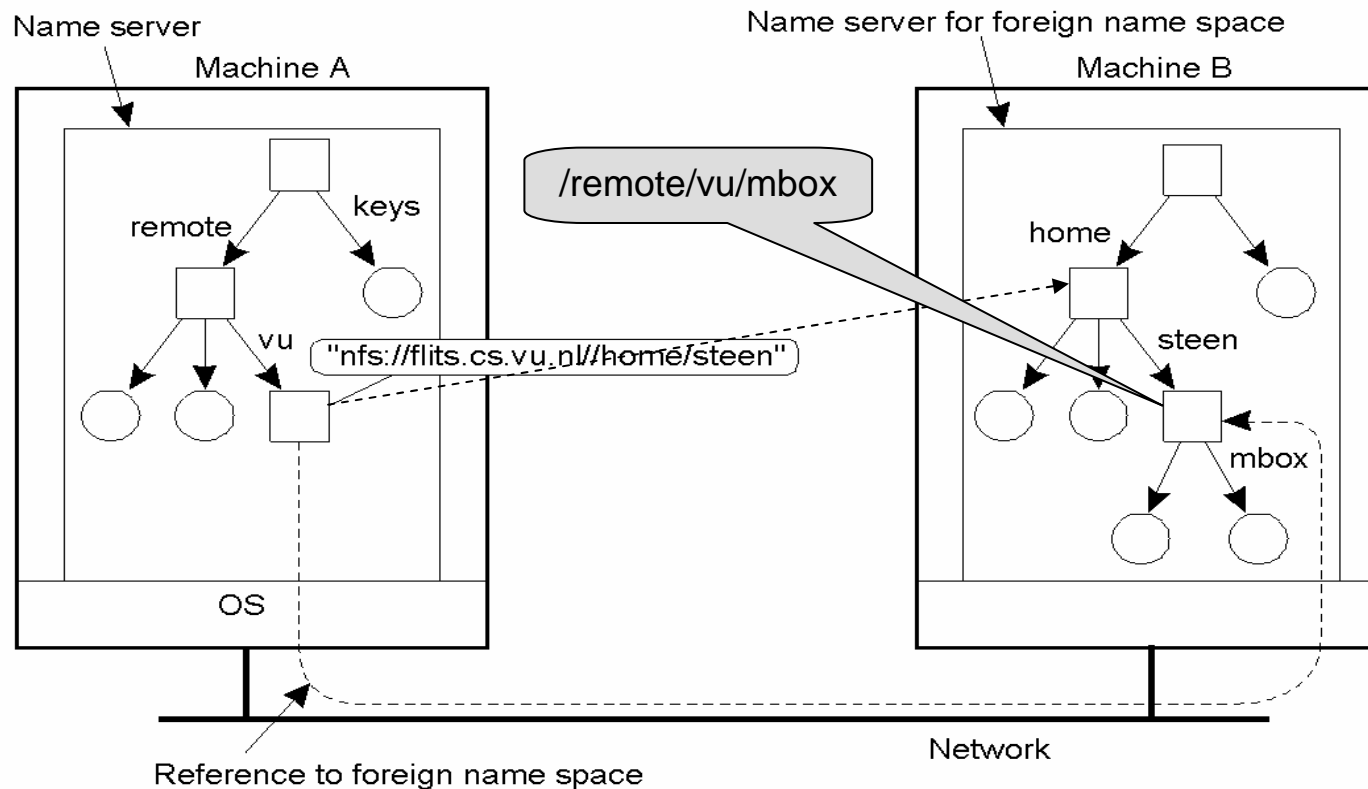 Name server
Name server for foreign name space
Machine A
Machine B
/remote/vu/mbox
keys
remote
home
vu
steen
"nfs://flits.cs.vu.nl//home/steen"
mbox
OS
Network
Reference to foreign name space